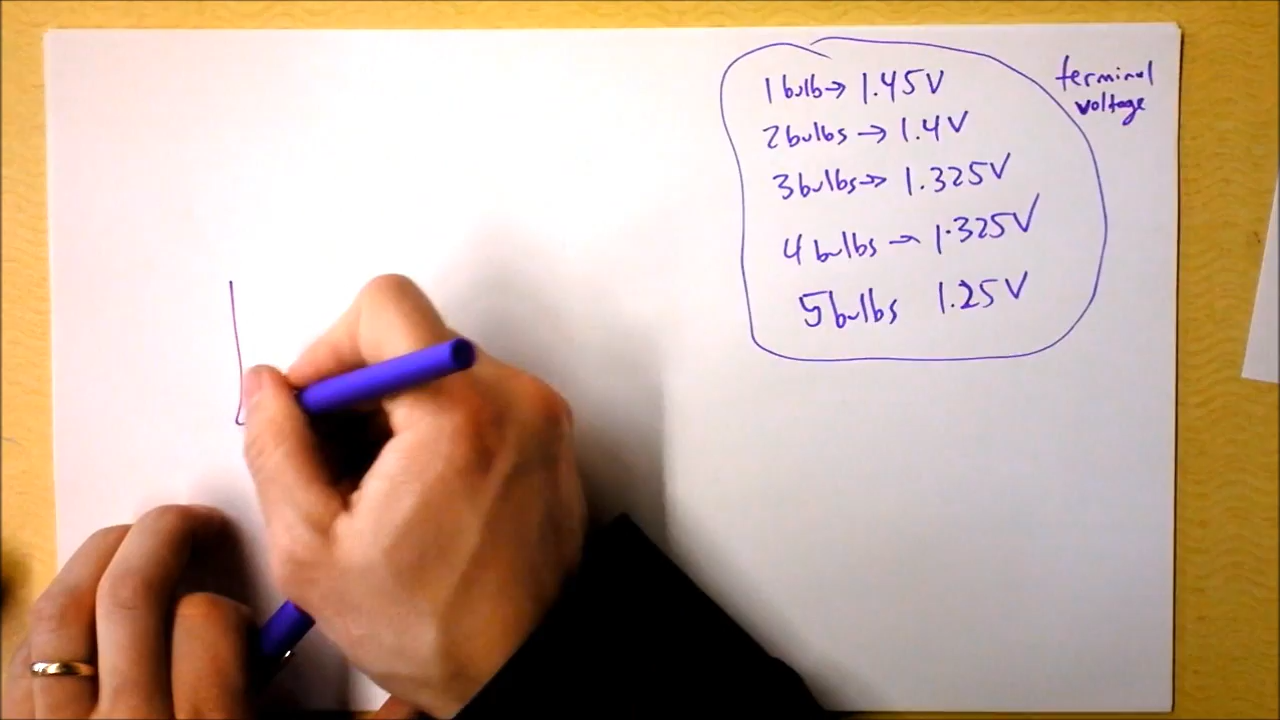 1 bulb → 1.45V
2 bulbs → 1.4V
3 bulbs → 1.325V
4 bulbs → 1.325V
5 bulbs 1.25V
terminal
voltage